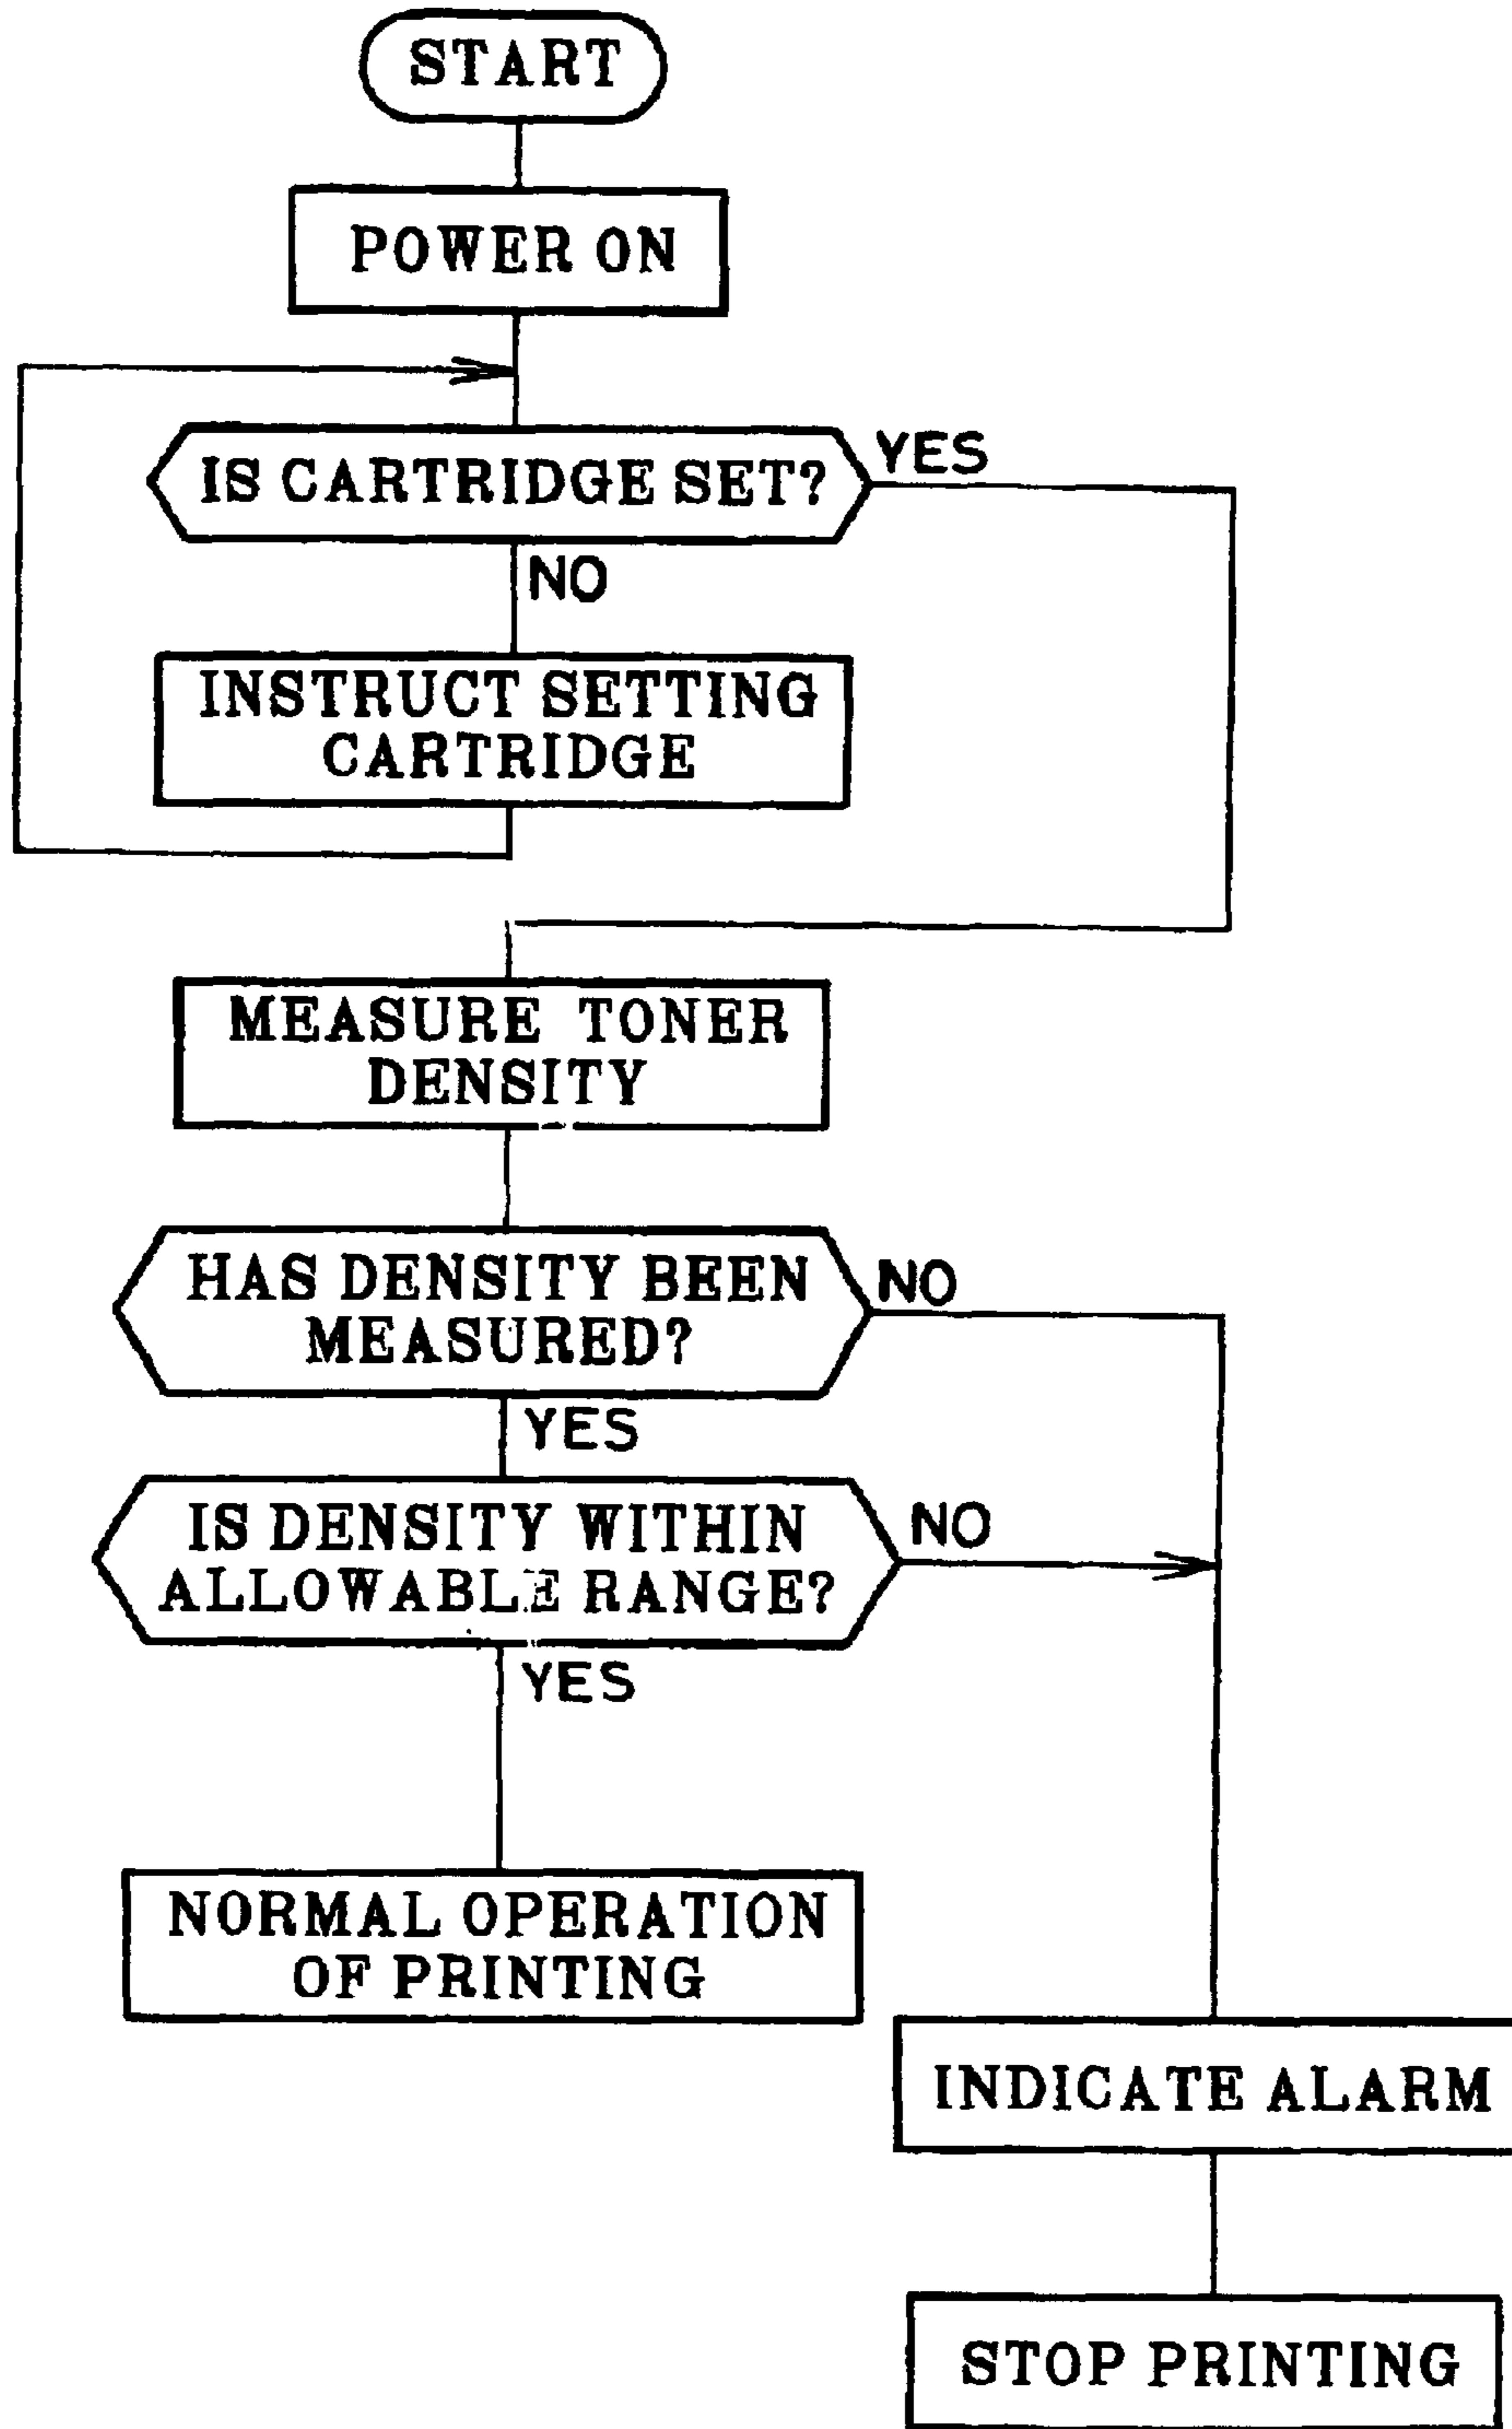 START
POWER ON
IS CARTRIDGE SET?
YES
NO
INSTRUCT SETTING
CARTRIDGE
MEASURE TONER
DENSITY
HAS DENSITY BEEN
MEASURED?
NO
YES
IS DENSITY WITHIN
ALLOWABLE RANGE?
NO
YES
NORMAL OPERATION
OF PRINTING
INDICATE ALARM
STOP PRINTING